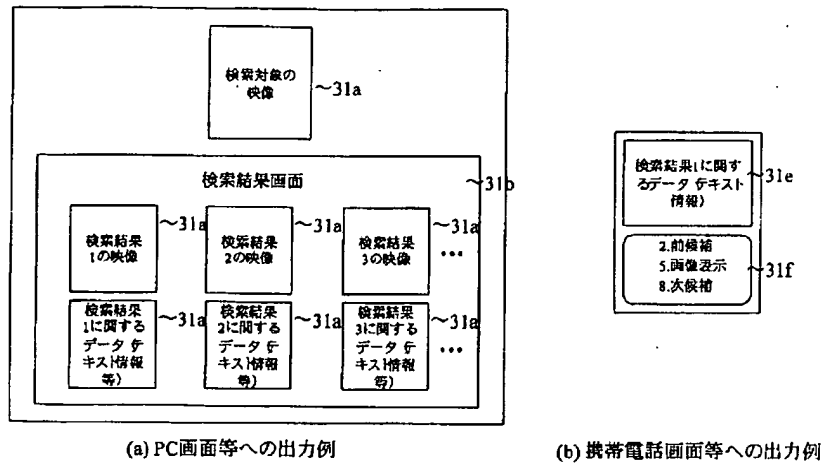 検索対象の
映像
~31a
検索結果画面
~31b
検索結果
1の映像
~31a
検索結果
2の映像
~31a
検索結果
3の映像
~31a
...
検索結果
1に関する
データ(テ
キスト情報
等)
~31a
検索結果
2に関する
データ(テ
キスト情報
等)
~31a
検索結果
3に関する
データ(テ
キスト情報
等)
~31a
...
(a) PC画面等への出力例
検索結果1に関す
るデータ(テキスト
情報)
~31e
2.前候補
5.画像表示
8.次候補
~31f
(b) 携帯電話画面等への出力例